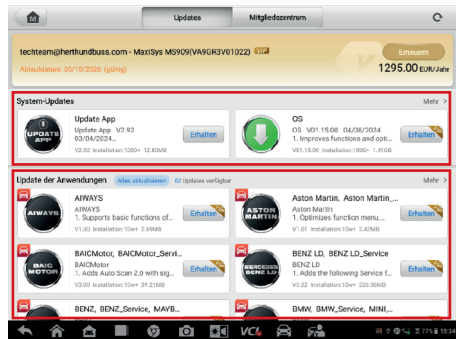 Updates Mitgliedszentrum
techteam@herthundbuss.com - MaxiSys MS909(VA9GR3V01022) VIP
Erneuern
Ablaufdatum: 05/10/2026 (gültig)
1295.00 EUR/Jahr
System-Updates
Mehr >
UPDATE APP
Update App
Update App V2.92
03/04/2024...
V2.92 Installation:1000+ 12.80MB
Erhalten
OS
OS V01.15.00 04/08/2024
1. Improves functions and opti...
V01.15.00 Installation:1000+ 1.41GB
Erhalten
Update der Anwendungen Alles aktualisieren 62 Updates verfügbar
Mehr >
AIWAYS
AIWAYS
AIWAYS
1. Supports basic functions of...
V1.00 Installation:10w+ 2.49MB
Erhalten
ASTON MARTIN
Aston Martin, Aston Martin_...
Aston Martin
1. Optimizes function menu...
V1.01 Installation:10w+ 3.42MB
Erhalten
BAIC MOTOR
BAICMotor, BAICMotor_Servi...
BAICMotor
1. Adds Auto Scan 2.0 with sig...
V3.00 Installation:10w+ 39.21MB
Erhalten
MERCEDES BENZ LD
BENZ LD, BENZ LD_Service
BENZ LD
1. Adds the following Service f...
V5.22 Installation:10w+
Erhalten
BENZ, BENZ_Service, MAYB...
BMW, BMW_Service, MINI,...
VCI
77% 15:34